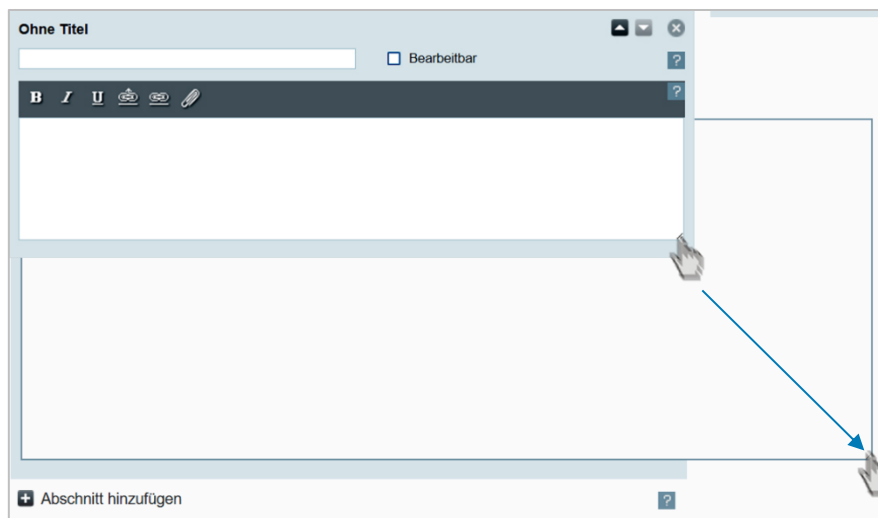 Ohne Titel
Bearbeitbar
?
B I U
?
Abschnitt hinzufügen
?